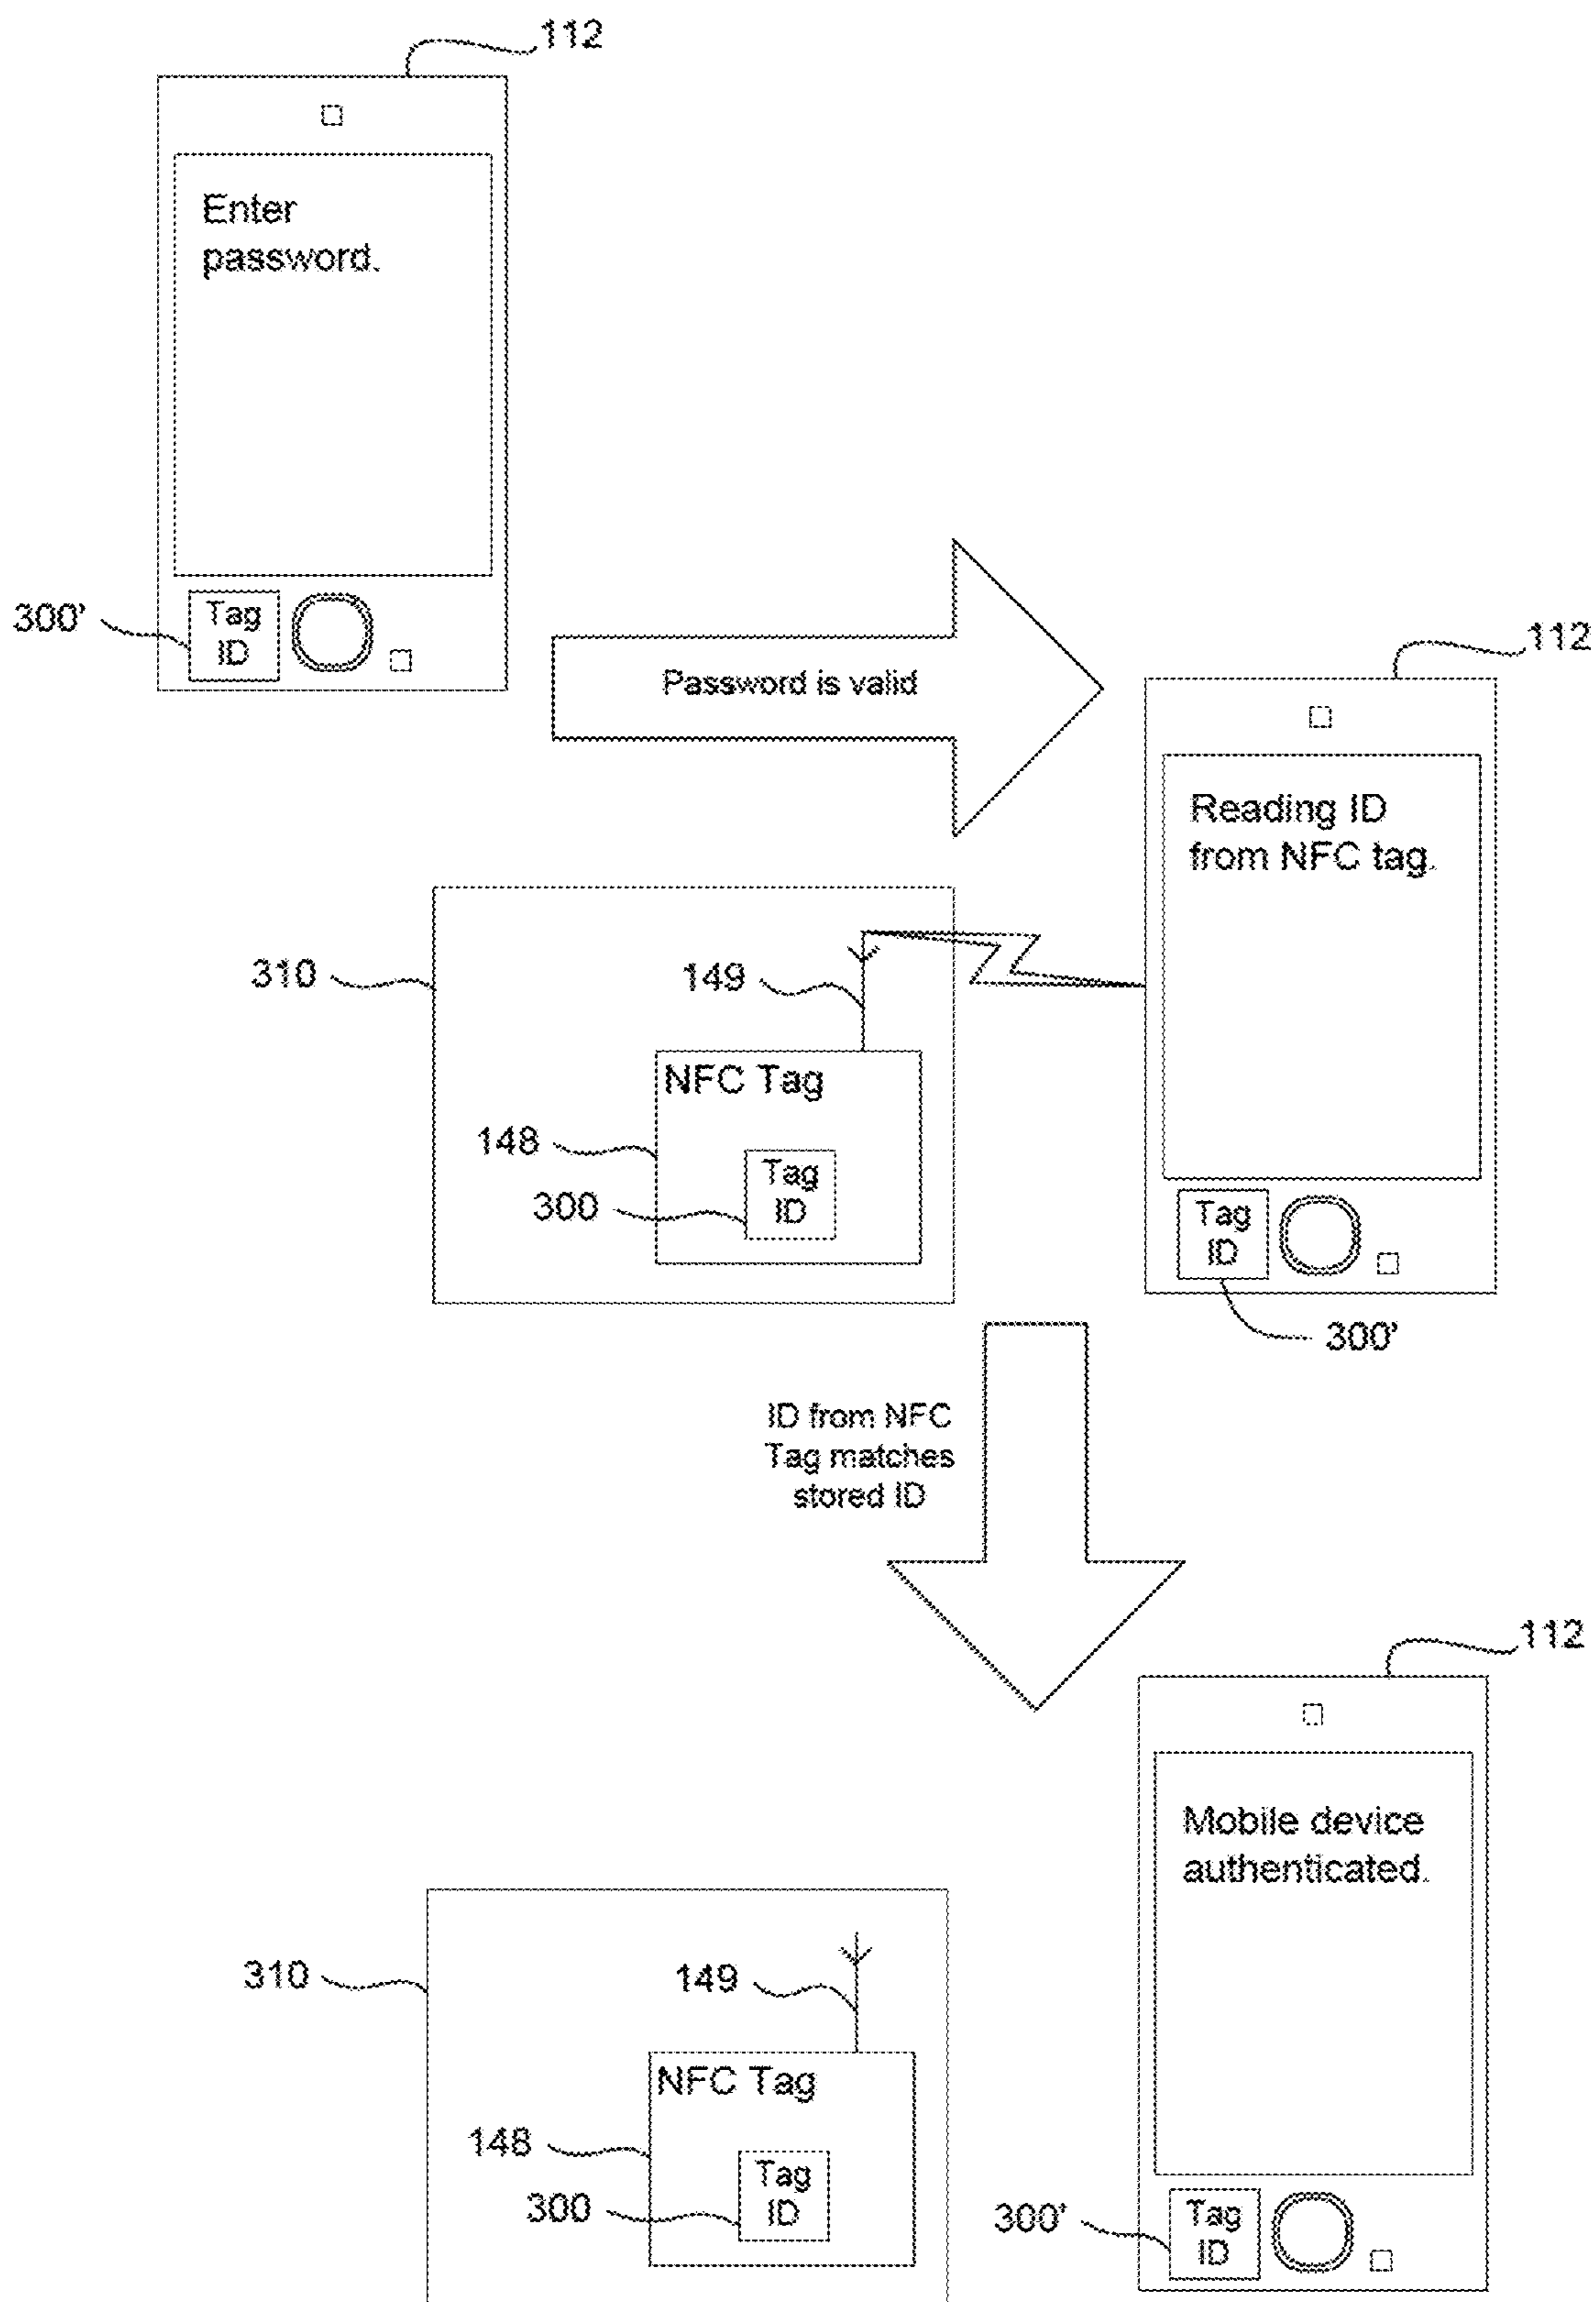 112
Enter
password.
300'
Tag
ID
Password is valid
112
Reading ID
from NFC tag.
310
149
NFC Tag
148
300
Tag
ID
Tag
ID
300'
ID from NFC
Tag matches
stored ID
112
Mobile device
authenticated.
310
149
NFC Tag
148
300
Tag
ID
300'
Tag
ID